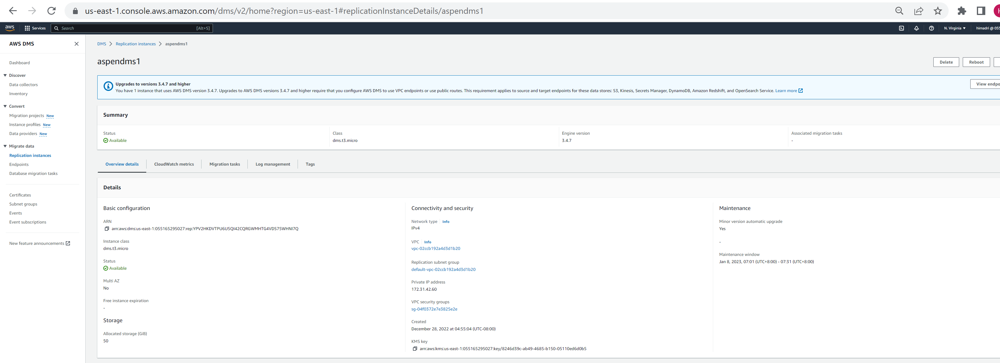 us-east-1.console.aws.amazon.com/dms/v2/home?region=us-east-1#replicationInstanceDetails/aspendms1
aws Services Search [Alt+S] N. Virginia himadri @ 055
AWS DMS
Dashboard
Discover
Data collectors
Inventory
Convert
Migration projects New
Instance profiles New
Data providers New
Migrate data
Replication instances
Endpoints
Database migration tasks
Certificates
Subnet groups
Events
Event subscriptions
New feature announcements
DMS Replication instances aspendms1
aspendms1
Delete Reboot
Upgrades to versions 3.4.7 and higher
You have 1 instance that uses AWS DMS version 3.4.7. Upgrades to AWS DMS versions 3.4.7 and higher require that you configure AWS DMS to use VPC endpoints or use public routes. This requirement applies to source and target endpoints for these data stores: S3, Kinesis, Secrets Manager, DynamoDB, Amazon Redshift, and OpenSearch Service. Learn more
View endpo
Summary
Status
Available
Class
dms.t3.micro
Engine version
3.4.7
Associated migration tasks
-
Overview details CloudWatch metrics Migration tasks Log management Tags
Details
Basic configuration
ARN
arn:aws:dms:us-east-1:055165295027:rep:YPV2HKDVTPU6U5QI42CQRGWMHTG4VDS75WHNI7Q
Instance class
dms.t3.micro
Status
Available
Multi AZ
No
Free instance expiration
-
Storage
Allocated storage (GiB)
50
Connectivity and security
Network type Info
IPv4
VPC Info
vpc-02ccb192a4d3d1b20
Replication subnet group
default-vpc-02ccb192a4d3d1b20
Private IP address
172.31.42.60
VPC security groups
sg-04f0372e7e3825e2e
Created
December 28, 2022 at 04:55:04 (UTC-08:00)
KMS key
arn:aws:kms:us-east-1:055165295027:key/8246d39c-ab49-4685-b150-05110ed6d0b5
Maintenance
Minor version automatic upgrade
Yes
-
Maintenance window
Jan 8, 2023, 07:01 (UTC+8:00) - 07:31 (UTC+8:00)